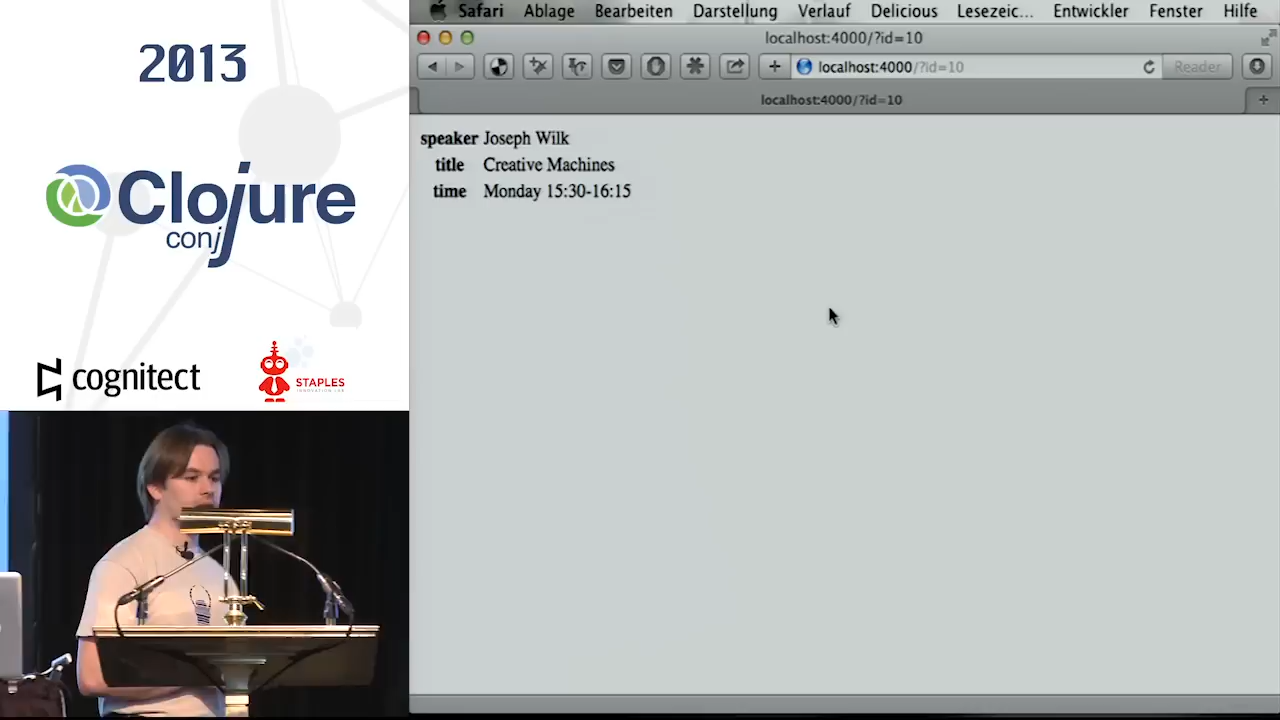 2013
Clojure
conj
cognitect
STAPLES
INNOVATION LAB
Safari Ablage Bearbeiten Darstellung Verlauf Delicious Lesezeic... Entwickler Fenster Hilfe
localhost:4000/?id=10
localhost:4000/?id=10 Reader
localhost:4000/?id=10
speaker Joseph Wilk
title Creative Machines
time Monday 15:30-16:15